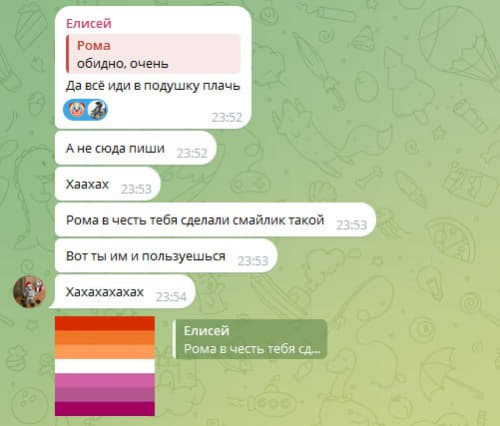 Елисей
Рома
обидно, очень
Да всё иди в подушку плачь
23:52
А не сюда пиши 23:52
Хаахах 23:53
Рома в честь тебя сделали смайлик такой 23:53
Вот ты им и пользуешься 23:53
Хахахахахах 23:54
Елисей
Рома в честь тебя сд...